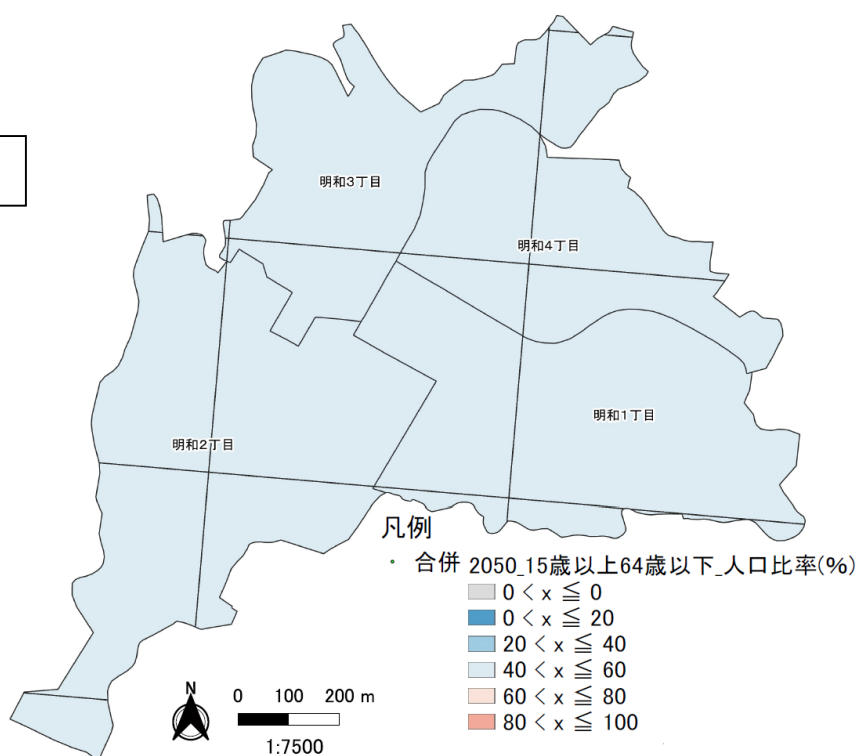 明和3丁目
明和4丁目
明和1丁目
明和2丁目
凡例
合併 2050_15歳以上64歳以下_人口比率(%)
0 < x ≦ 0
0 < x ≦ 20
20 < x ≦ 40
40 < x ≦ 60
60 < x ≦ 80
80 < x ≦ 100
N
0 100 200 m
1:7500